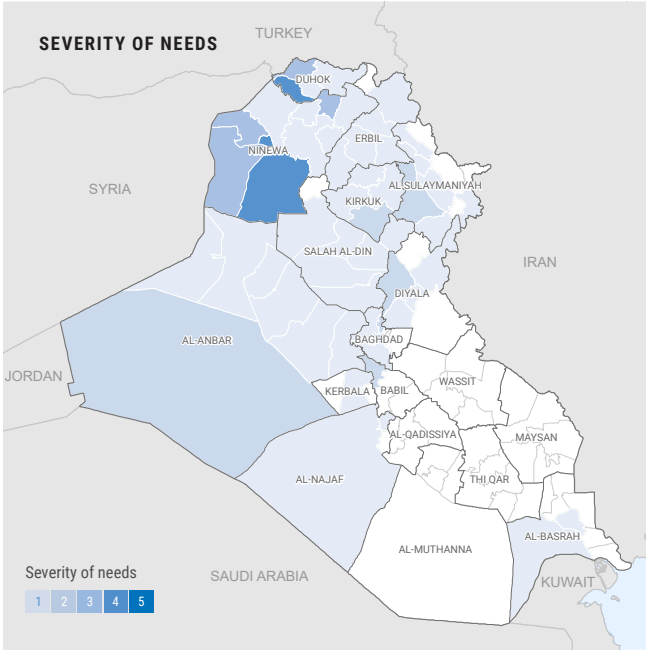 SEVERITY OF NEEDS
TURKEY
DUHOK
ERBIL
NINEWA
SYRIA
AL-SULAYMANIYAH
KIRKUK
SALAH AL-DIN
IRAN
DIYALA
AL-ANBAR
BAGHDAD
JORDAN
WASSIT
KERBALA
BABIL
AL-QADISSIYA
MAYSAN
AL-NAJAF
THI QAR
AL-BASRAH
AL-MUTHANNA
Severity of needs
SAUDI ARABIA
KUWAIT
1 2 3 4 5